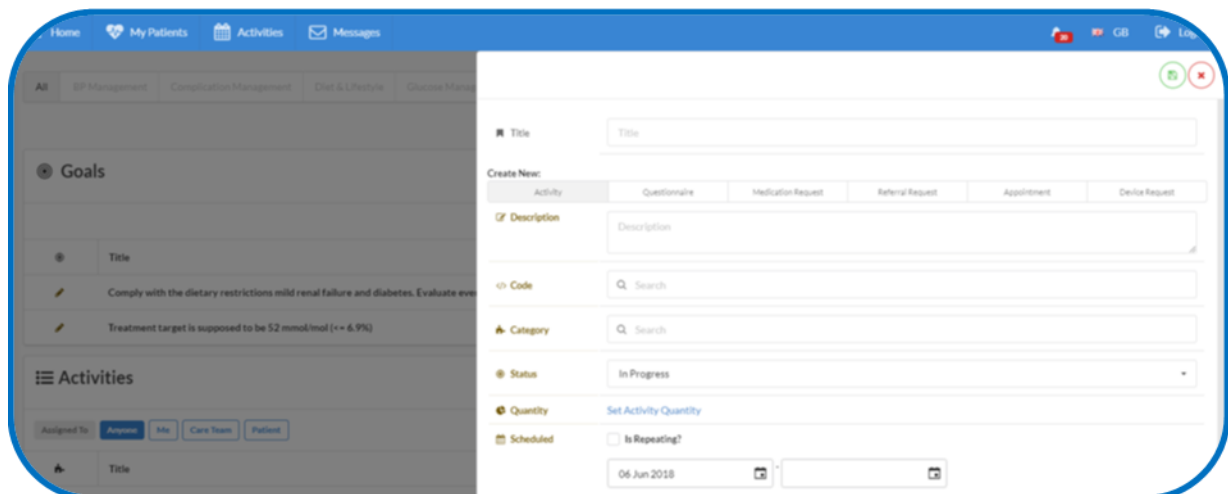 Home My Patients Activities Messages GB
All BP Management Complication Management Diet & Lifestyle Glucose
Title Title
Goals
Create New:
Activity Questionnaire Medication Request Referral Request Appointment Device Request
Description Description
Title
Code Search
Comply with the dietary restrictions mild renal failure and diabetes. Evaluate
Category Search
Treatment target is supposed to be 52 mmol/mol (<= 6.9%)
Activities
Status In Progress
Quantity Set Activity Quantity
Assigned To Anyone Me Care Team Patient
Scheduled Is Repeating?
Title
06 Jun 2018 -